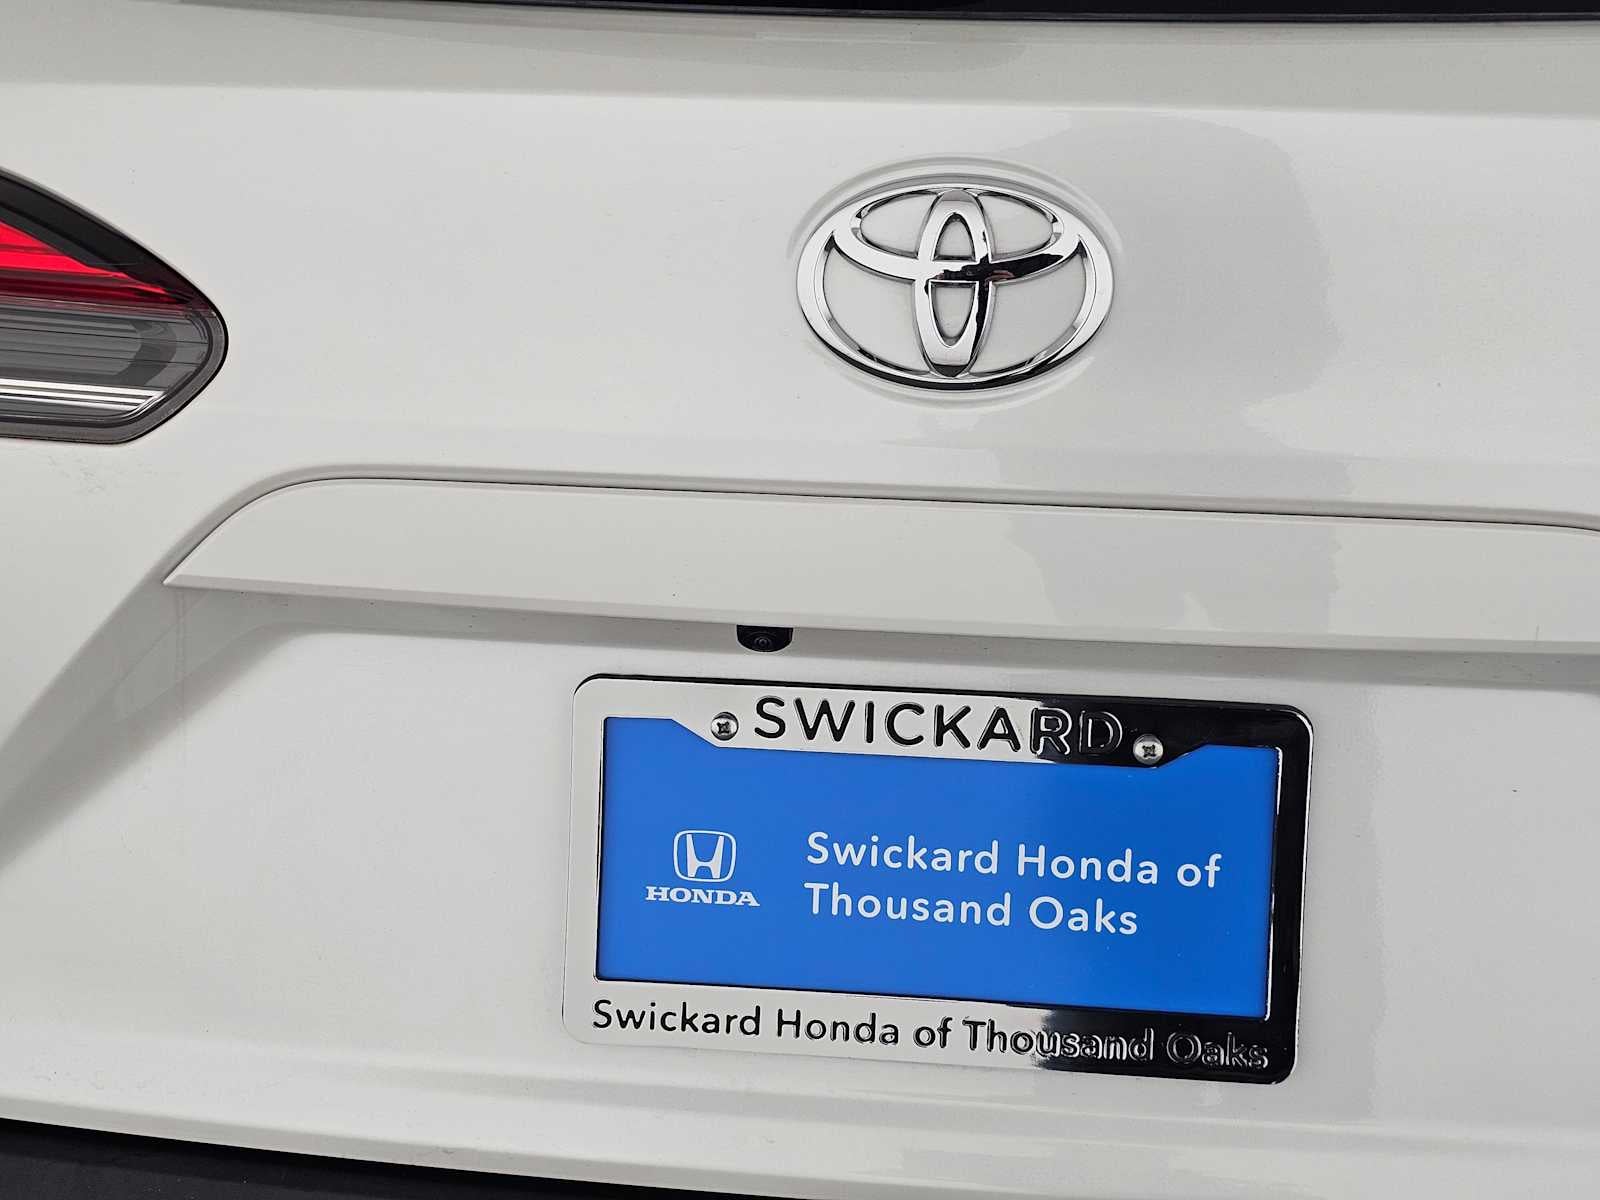 SWICKARD
HONDA
Swickard Honda of
Thousand Oaks
Swickard Honda of Thousand Oaks